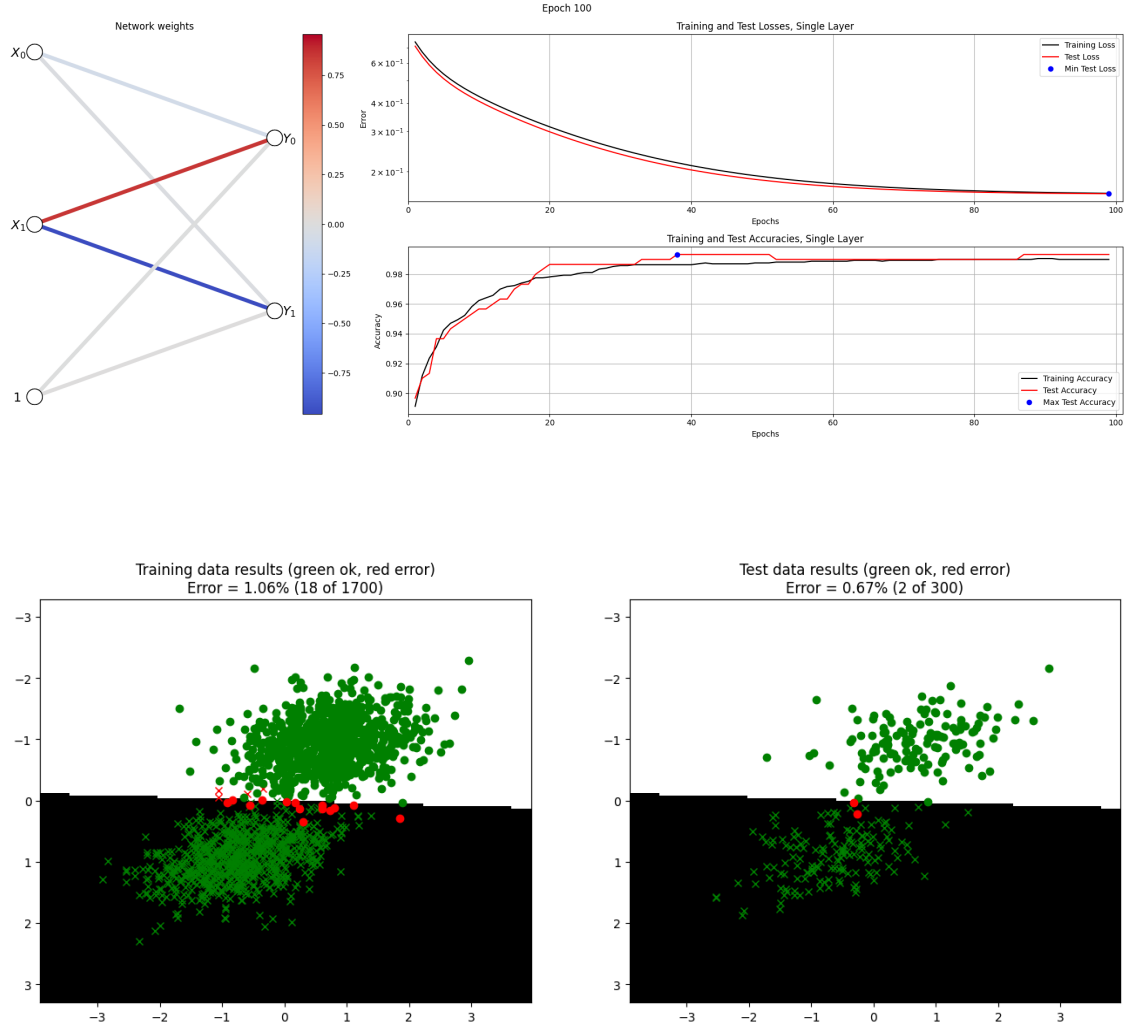 Epoch 100
Network weights
X₀
X₁
1
Y₀
Y₁
0.75
0.50
0.25
0.00
−0.25
−0.50
−0.75
Training and Test Losses, Single Layer
Error
6 × 10⁻¹
4 × 10⁻¹
3 × 10⁻¹
2 × 10⁻¹
Training Loss
Test Loss
Min Test Loss
0 20 40 60 80 100
Epochs
Training and Test Accuracies, Single Layer
Accuracy
0.98
0.96
0.94
0.92
0.90
Training Accuracy
Test Accuracy
Max Test Accuracy
0 20 40 60 80 100
Epochs
Training data results (green ok, red error)
Error = 1.06% (18 of 1700)
−3
−2
−1
0
1
2
3
−3 −2 −1 0 1 2 3
Test data results (green ok, red error)
Error = 0.67% (2 of 300)
−3
−2
−1
0
1
2
3
−3 −2 −1 0 1 2 3